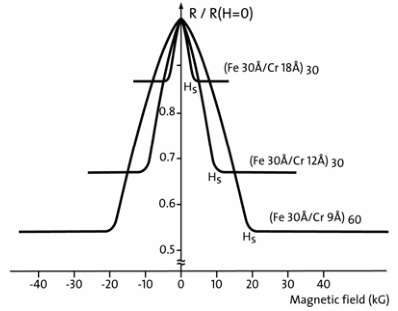 R / R(H=0)
(Fe 30Å/Cr 18Å) 30
Hs
0.8
(Fe 30Å/Cr 12Å) 30
0.7
Hs
0.6
(Fe 30Å/Cr 9Å) 60
Hs
0.5
-40 -30 -20 -10 0 10 20 30 40
Magnetic field (kG)